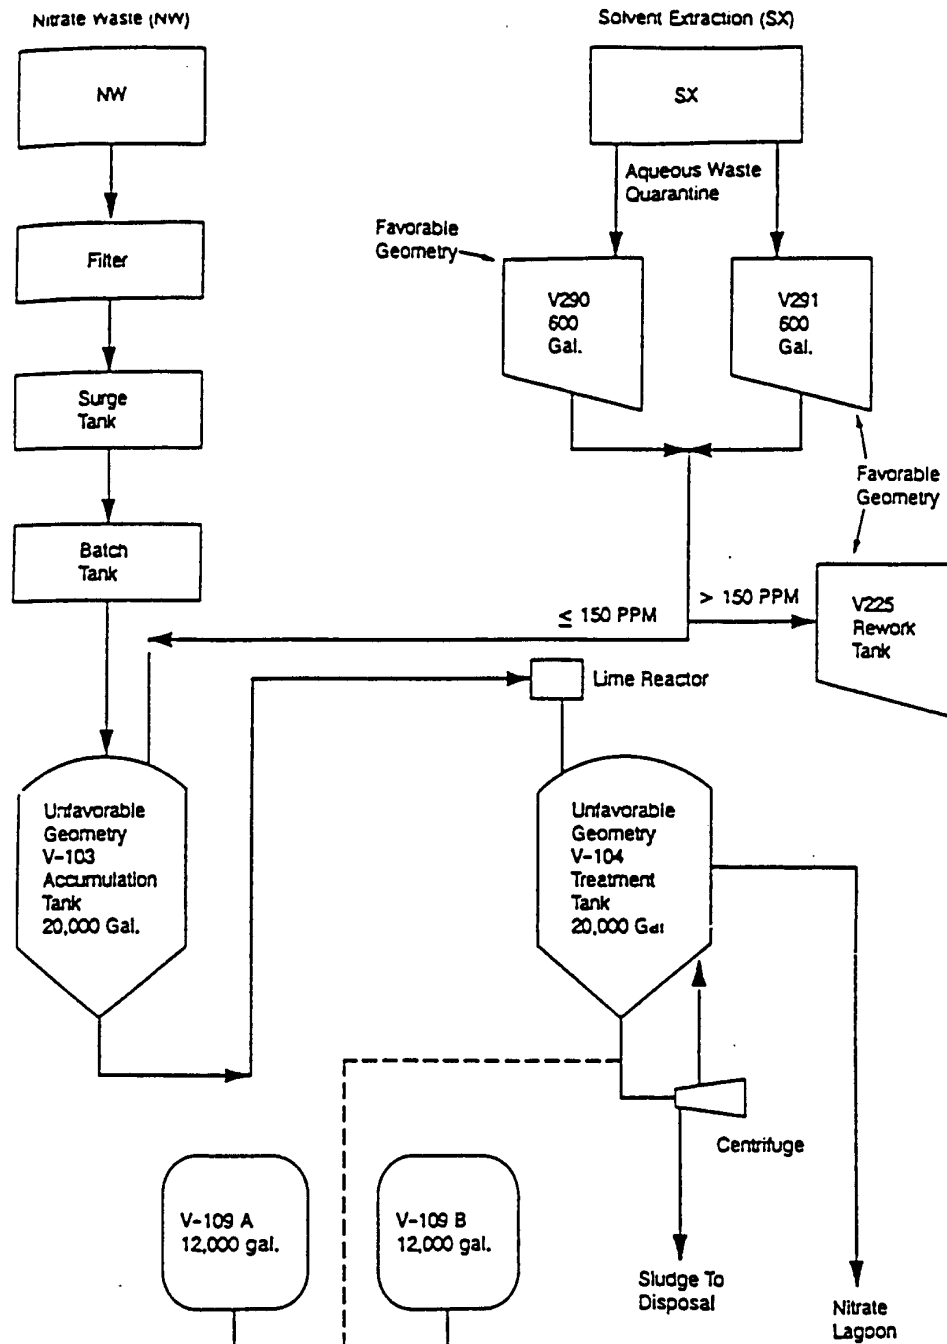 Nitrate Waste (NW)
NW
Filter
Surge
Tank
Batch
Tank
Solvent Extraction (SX)
SX
Aqueous Waste
Quarantine
Favorable
Geometry
V290
600
Gal.
V291
600
Gal.
Favorable
Geometry
≤ 150 PPM
> 150 PPM
V225
Rework
Tank
Lime Reactor
Unfavorable
Geometry
V-103
Accumulation
Tank
20,000 Gal.
Unfavorable
Geometry
V-104
Treatment
Tank
20,000 Gal
Centrifuge
V-109 A
12,000 gal.
V-109 B
12,000 gal.
Sludge To
Disposal
Nitrate
Lagoon